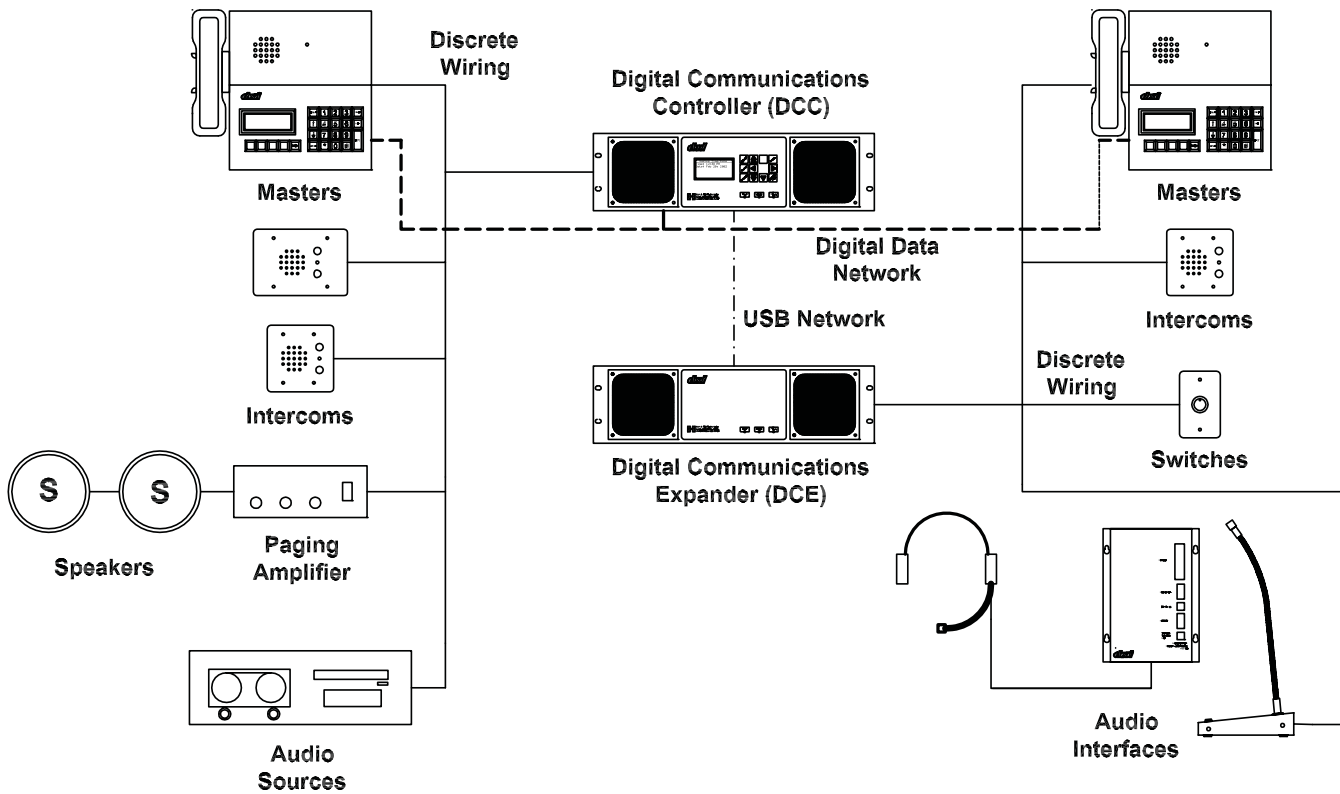 Discrete
Wiring
Digital Communications
Controller (DCC)
Masters
Masters
Digital Data
Network
USB Network
Intercoms
Discrete
Wiring
Intercoms
Switches
Digital Communications
Expander (DCE)
S
S
Speakers
Paging
Amplifier
Audio
Sources
Audio
Interfaces